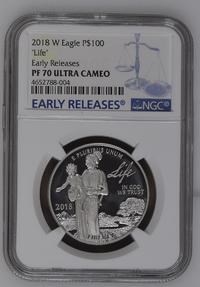 2018 W Eagle P$100
'Life'
Early Releases
PF 70 ULTRA CAMEO
4652788-004
EARLY RELEASES
NGC
E PLURIBUS UNUM
Life
IN GOD
WE TRUST
2018